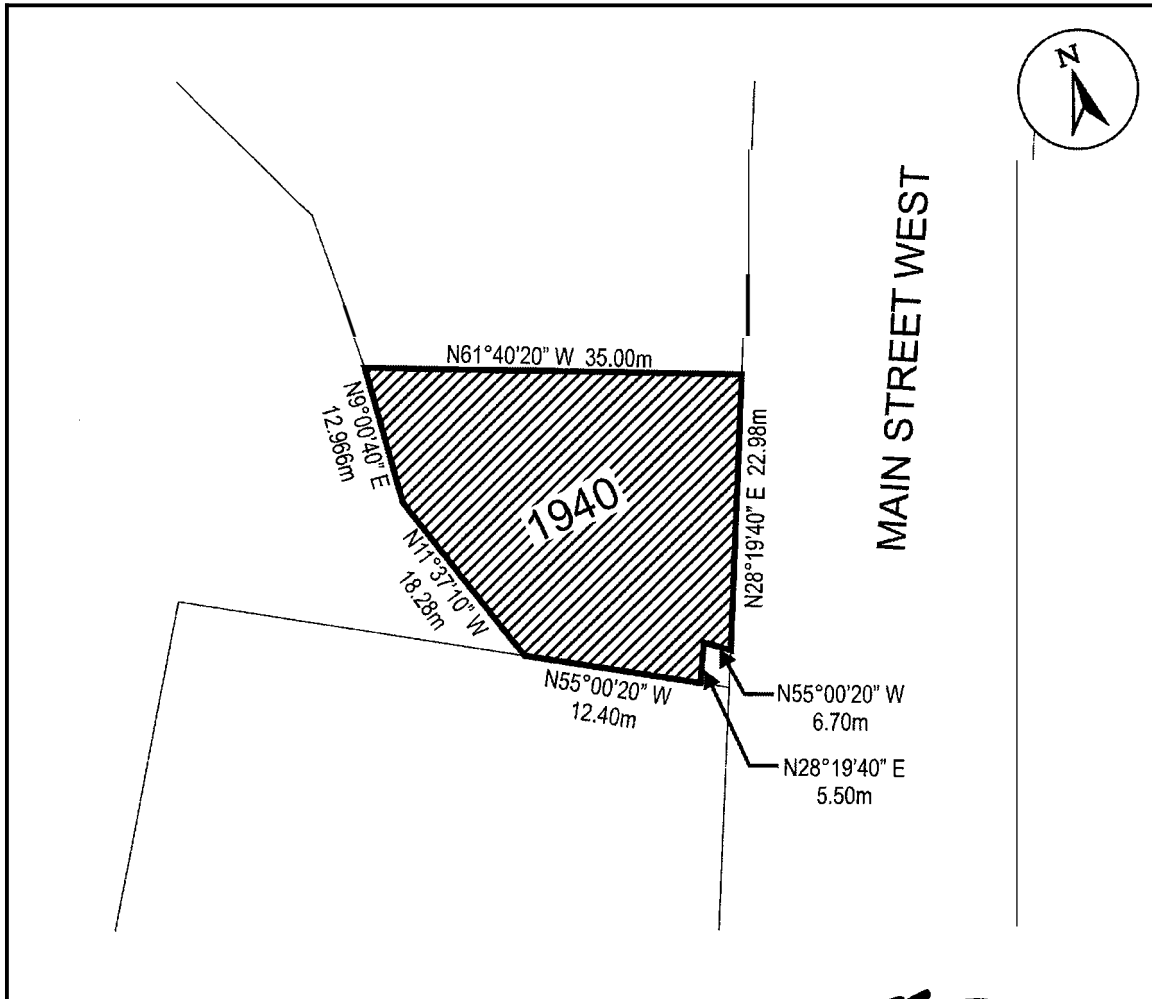 N
MAIN STREET WEST
N61°40'20" W 35.00m
N9°00'40" E
12.966m
N28°19'40" E 22.98m
1940
N11°37'10" W
18.28m
N55°00'20" W
12.40m
N55°00'20" W
6.70m
N28°19'40" E
5.50m